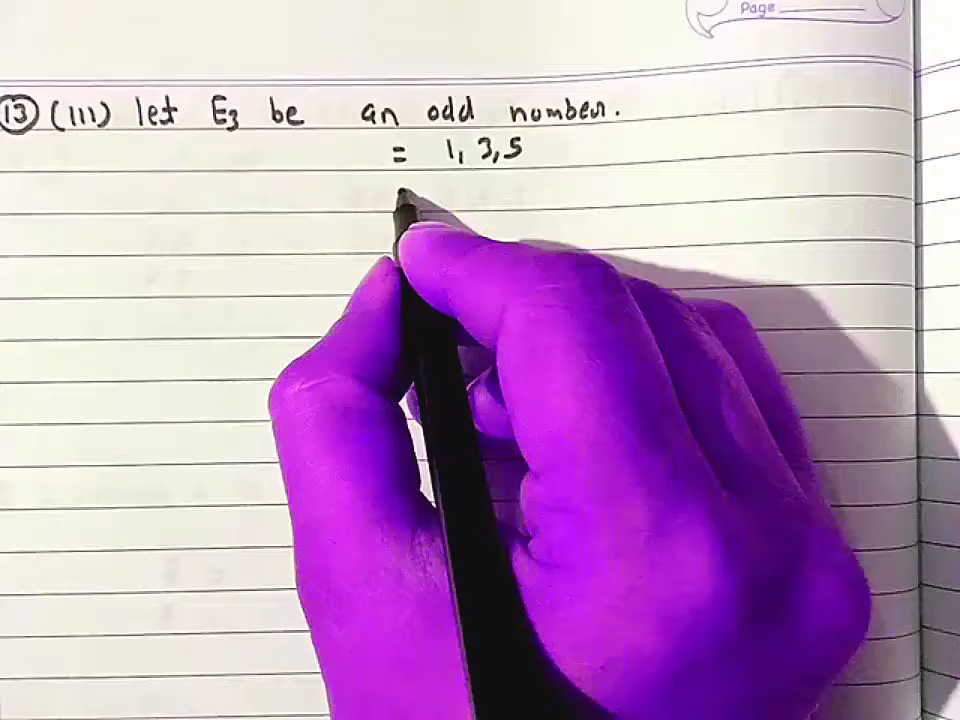 Page
13 (III) let E3 be an odd number.
= 1, 3, 5